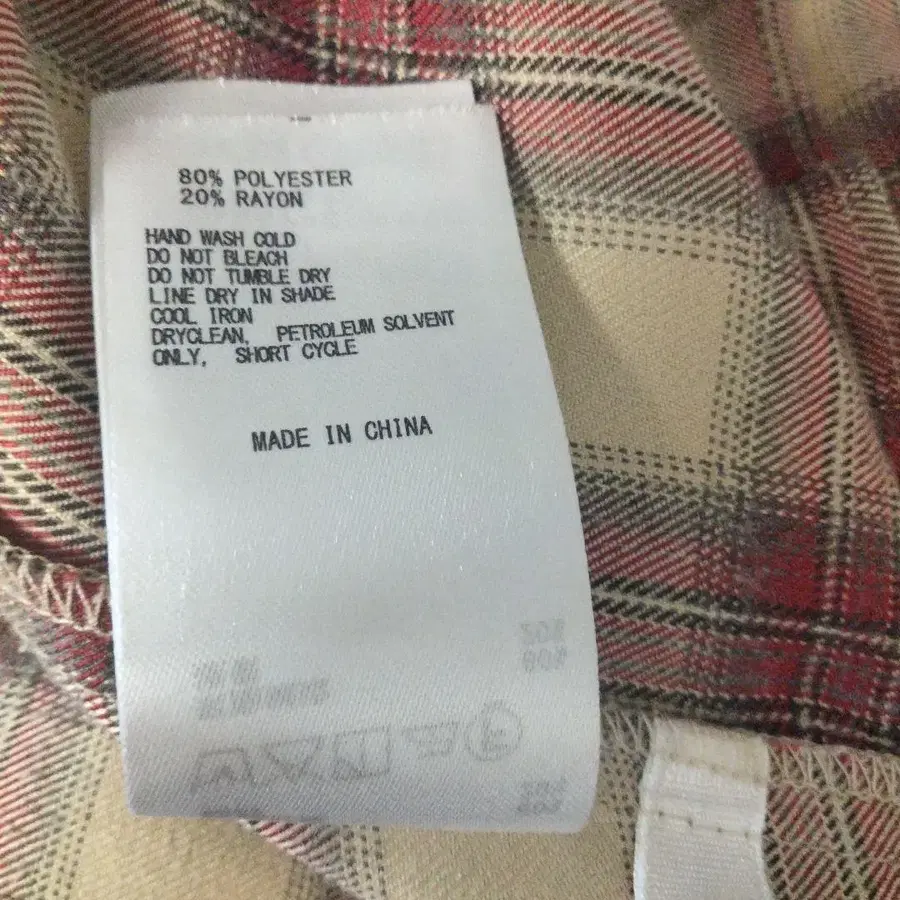 80% POLYESTER
20% RAYON
HAND WASH COLD
DO NOT BLEACH
DO NOT TUMBLE DRY
LINE DRY IN SHADE
COOL IRON
DRYCLEAN, PETROLEUM SOLVENT
ONLY, SHORT CYCLE
MADE IN CHINA